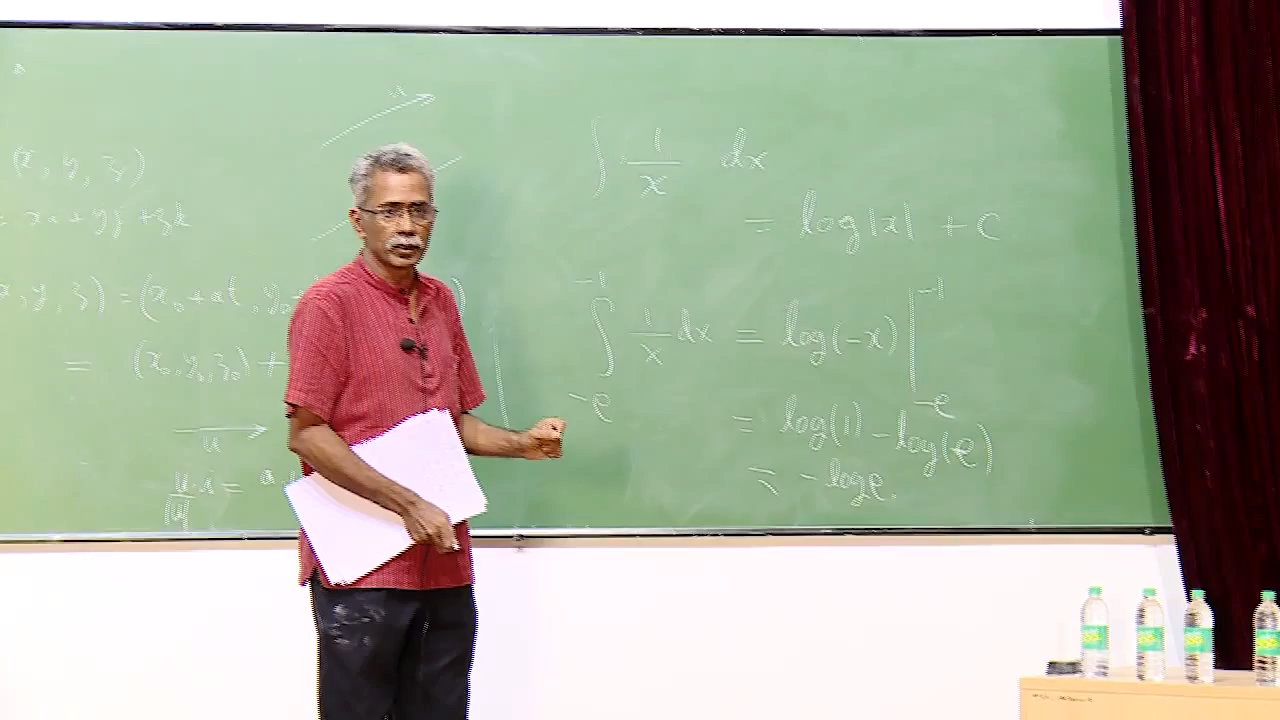 a
(x, y, z)
= xi + yj + zk
x, y, z) = (x₀+at, y₀
)
= (x₀, y₀, z₀) +
u
u/|u| · i = a
∫ 1/x dx
= log|x| + c
∫_{-e}^{-1} 1/x dx = log(-x) |_{-e}^{-1}
= log(1) - log(e)
= - log e.